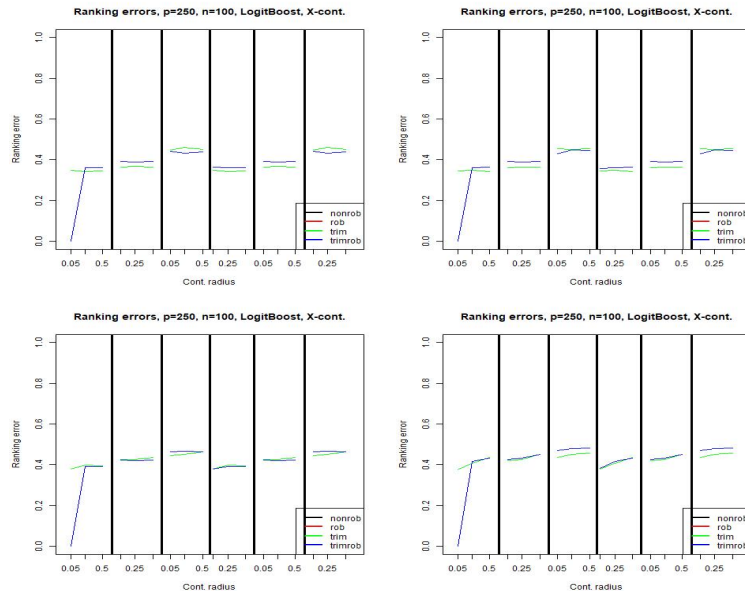 Ranking errors, p=250, n=100, LogitBoost, X-cont.
Ranking error
0.0 0.2 0.4 0.6 0.8 1.0
nonrob
rob
trim
trimrob
0.05 0.5 0.25 0.05 0.5 0.25 0.05 0.5 0.25
Cont. radius
Ranking errors, p=250, n=100, LogitBoost, X-cont.
Ranking error
0.0 0.2 0.4 0.6 0.8 1.0
nonrob
rob
trim
trimrob
0.05 0.5 0.25 0.05 0.5 0.25 0.05 0.5 0.25
Cont. radius
Ranking errors, p=250, n=100, LogitBoost, X-cont.
Ranking error
0.0 0.2 0.4 0.6 0.8 1.0
nonrob
rob
trim
trimrob
0.05 0.5 0.25 0.05 0.5 0.25 0.05 0.5 0.25
Cont. radius
Ranking errors, p=250, n=100, LogitBoost, X-cont.
Ranking error
0.0 0.2 0.4 0.6 0.8 1.0
nonrob
rob
trim
trimrob
0.05 0.5 0.25 0.05 0.5 0.25 0.05 0.5 0.25
Cont. radius